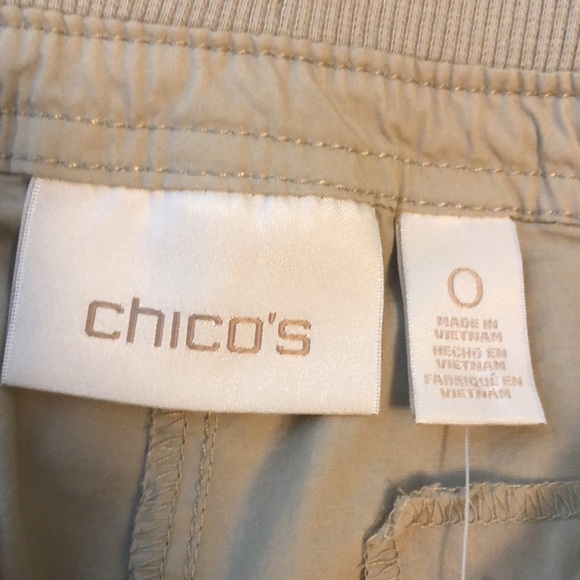 chico's
0
MADE IN
VIETNAM
HECHO EN
VIETNAM
FABRIQUÉ EN
VIETNAM